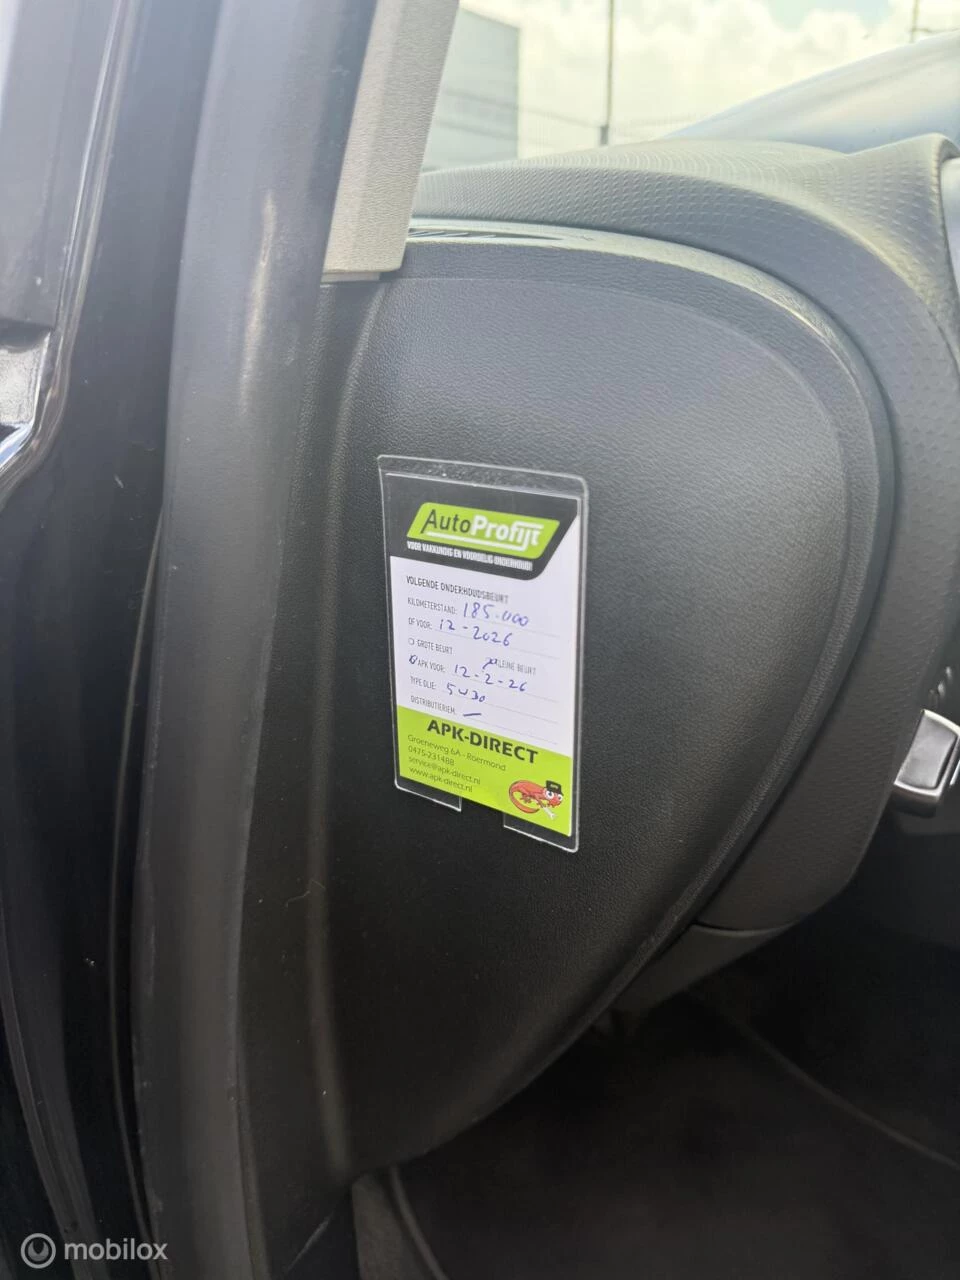 AutoProfijt
VOOR VAKKUNDIG EN VOORDELIG ONDERHOUD!
VOLGENDE ONDERHOUDSBEURT
KILOMETERSTAND: 185.000
OF VOOR: 12-2026
GROTE BEURT KLEINE BEURT
APK VOOR: 12-2-26
TYPE OLIE: 5W30
DISTRIBUTIERIEM: —
APK-DIRECT
Groeneweg 6A - Roermond
0475-231488
service@apk-direct.nl
www.apk-direct.nl
mobilox